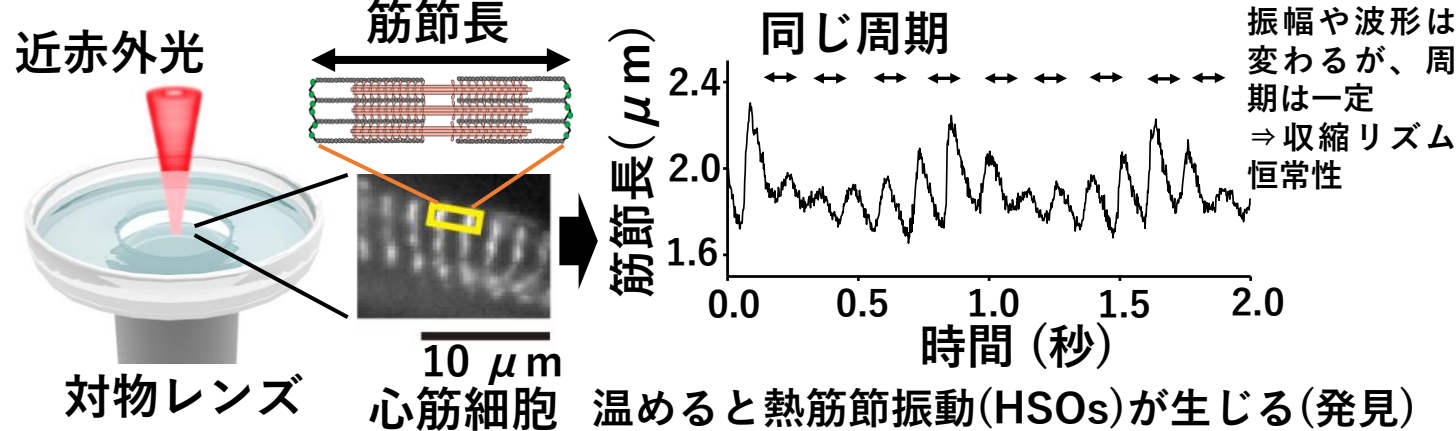 近赤外光
対物レンズ
筋節長
10 μm
心筋細胞
筋節長(μm)
2.4
2.0
1.6
同じ周期
0.0 0.5 1.0 1.5 2.0
時間 (秒)
振幅や波形は
変わるが、周
期は一定
⇒収縮リズム
恒常性
温めると熱筋節振動(HSOs)が生じる(発見)